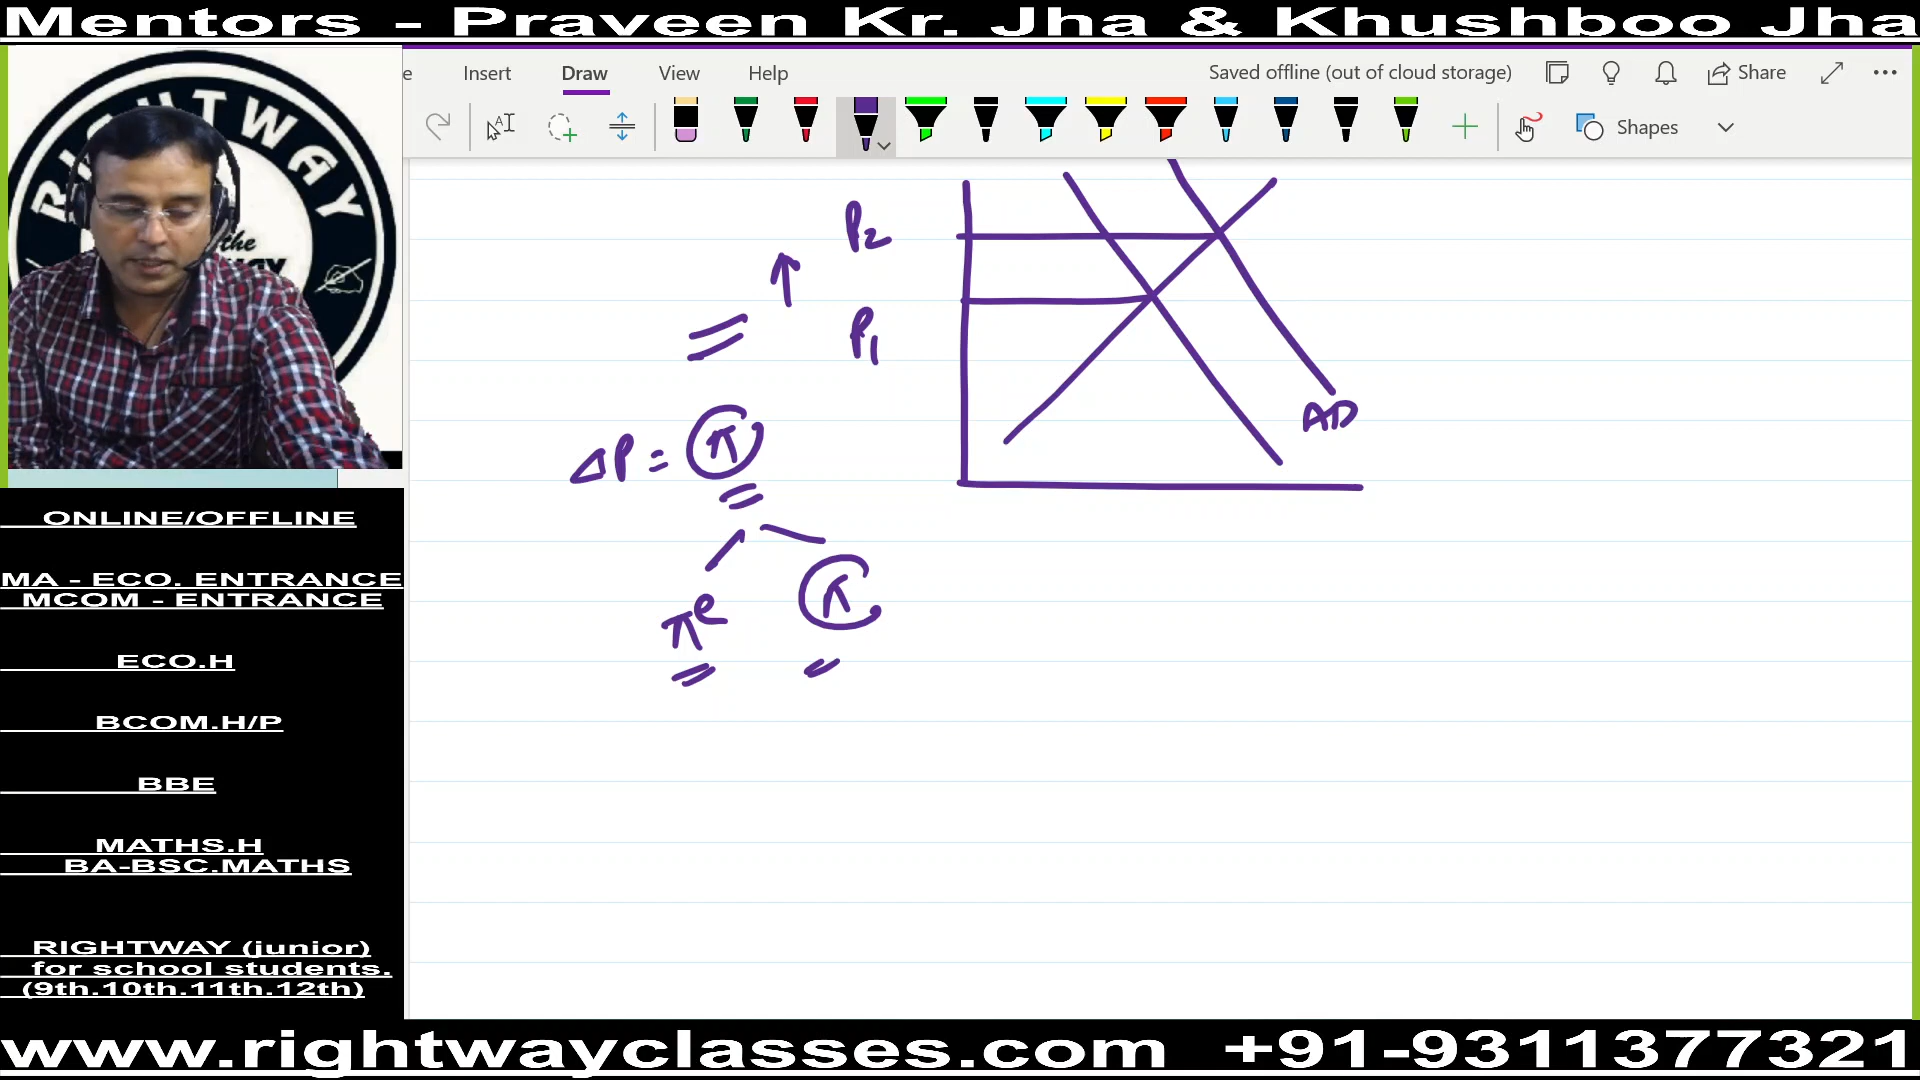 Mentors - Praveen Kr. Jha & Khushboo Jha
e Insert Draw View Help
Saved offline (out of cloud storage)
Share
Shapes
RIGHTWAY
the
P2
P1
AD
ΔP = π
πe π
ONLINE/OFFLINE
MA - ECO. ENTRANCE
MCOM - ENTRANCE
ECO.H
BCOM.H/P
BBE
MATHS.H
BA-BSC.MATHS
RIGHTWAY (junior)
for school students.
(9th.10th.11th.12th)
www.rightwayclasses.com +91-9311377321